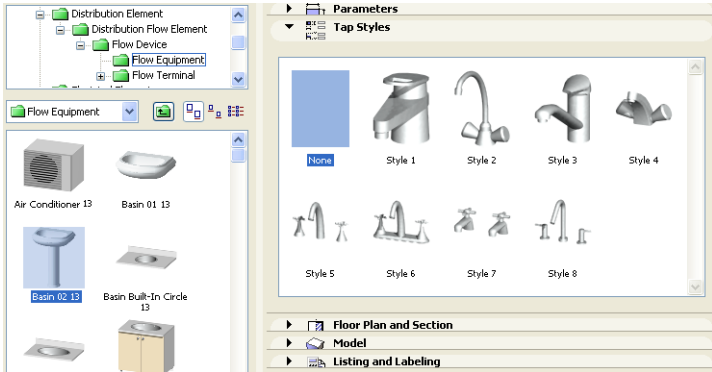 Distribution Element
Distribution Flow Element
Flow Device
Flow Equipment
Flow Terminal
Flow Equipment
Air Conditioner 13
Basin 01 13
Basin 02 13
Basin Built-In Circle
13
Parameters
Tap Styles
None
Style 1
Style 2
Style 3
Style 4
Style 5
Style 6
Style 7
Style 8
Floor Plan and Section
Model
Listing and Labeling